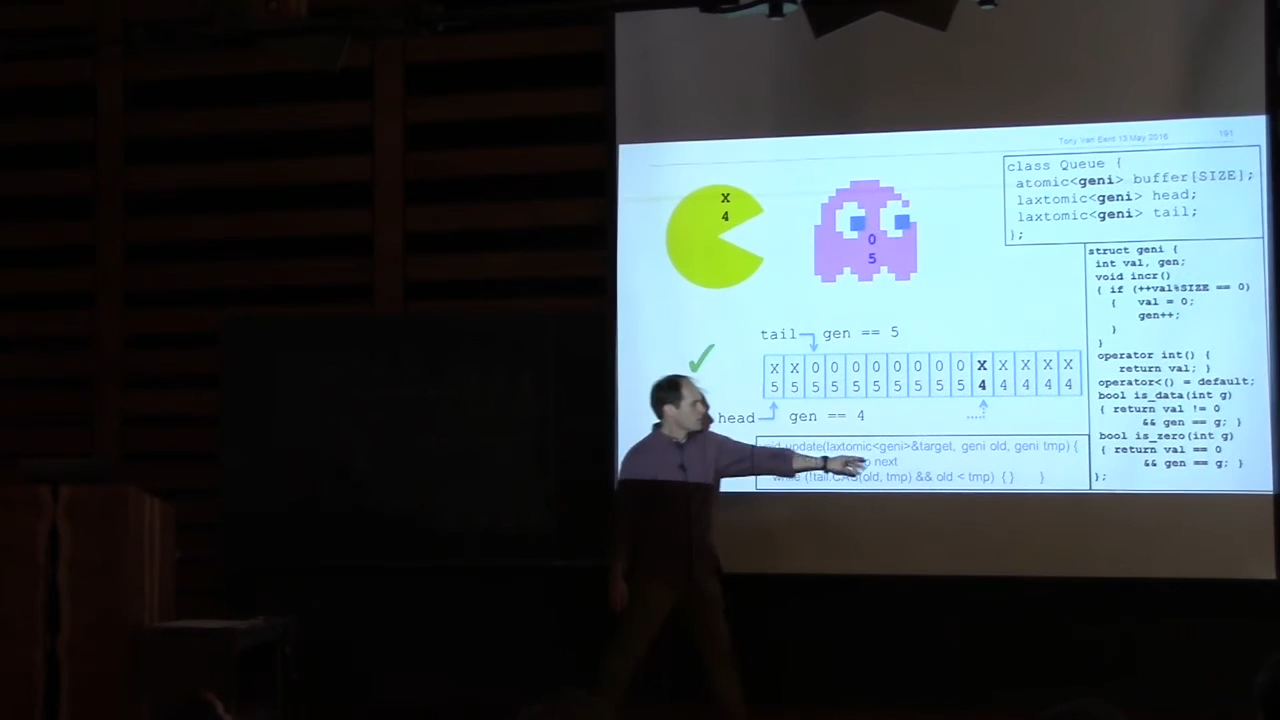 Tony Van Eerd 13 May 2016 191
class Queue {
atomic<geni> buffer[SIZE];
laxtomic<geni> head;
laxtomic<geni> tail;
};
X
4
0
5
struct geni {
int val, gen;
void incr()
{ if (++val%SIZE == 0)
{ val = 0;
gen++;
}
}
operator int() {
return val; }
operator<() = default;
bool is_data(int g)
{ return val != 0
&& gen == g; }
bool is_zero(int g)
{ return val == 0
&& gen == g; }
};
tail gen == 5
X X 0 0 0 0 0 0 0 0 X X X X X
5 5 5 5 5 5 5 5 5 5 4 4 4 4 4
head gen == 4
.....
update(laxtomic<geni>&target, geni old, geni tmp) {
next
while (!tail.CAS(old, tmp) && old < tmp) {} }